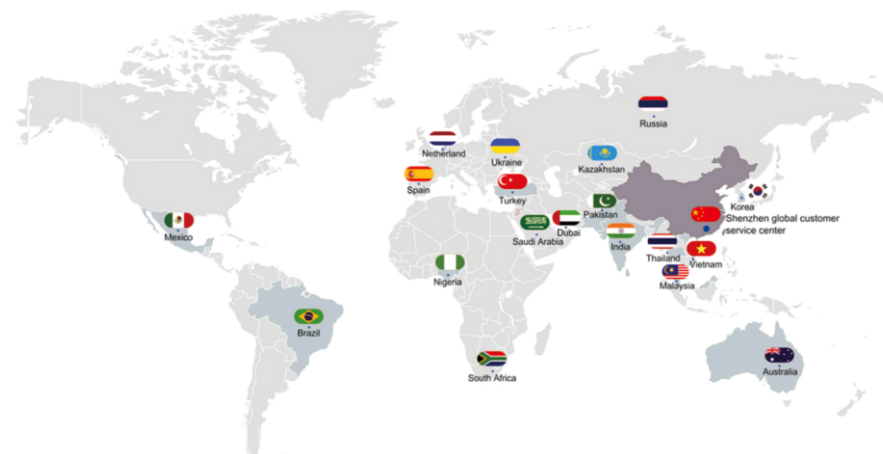 Russia
Netherland
Ukraine
Kazakhstan
Spain
Turkey
Pakistan
Korea
Shenzhen global customer
service center
Mexico
Saudi Arabia
Dubai
India
Thailand
Vietnam
Nigeria
Malaysia
Brazil
South Africa
Australia